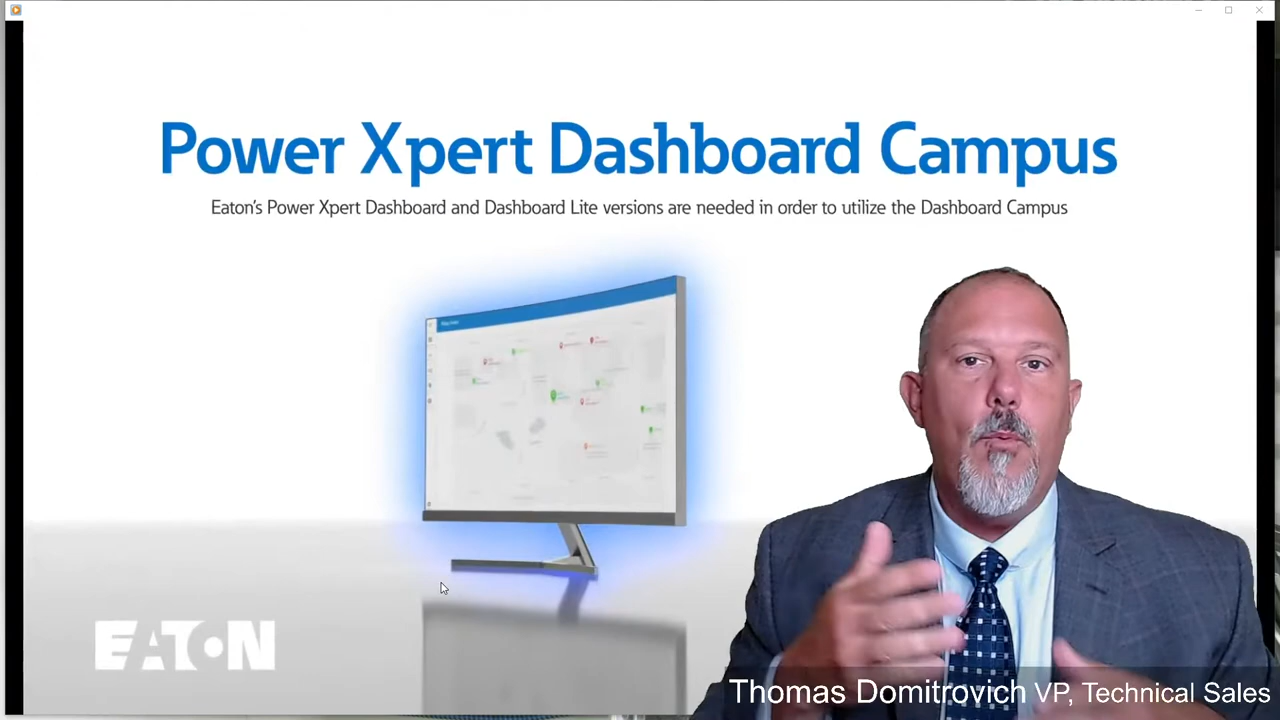 Power Xpert Dashboard Campus
Eaton's Power Xpert Dashboard and Dashboard Lite versions are needed in order to utilize the Dashboard Campus
EATON
Thomas Domitrovich VP, Technical Sales